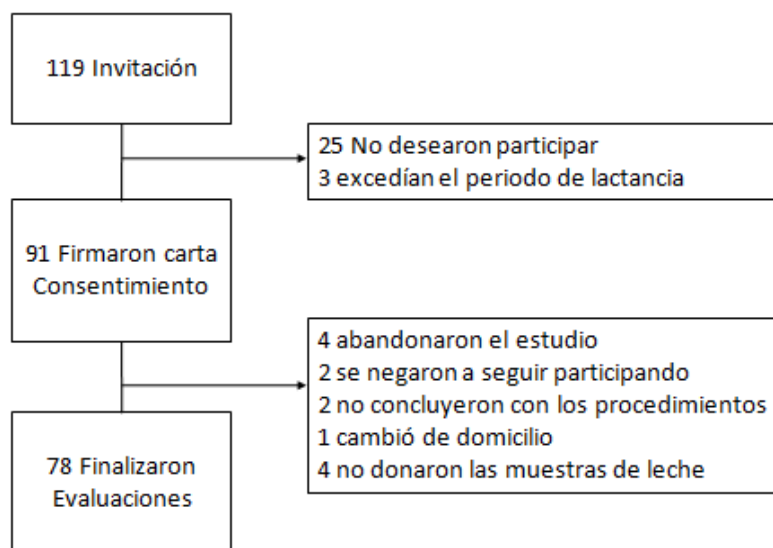 119 Invitación
25 No desearon participar
3 excedían el periodo de lactancia
91 Firmaron carta
Consentimiento
4 abandonaron el estudio
2 se negaron a seguir participando
2 no concluyeron con los procedimientos
1 cambió de domicilio
4 no donaron las muestras de leche
78 Finalizaron
Evaluaciones